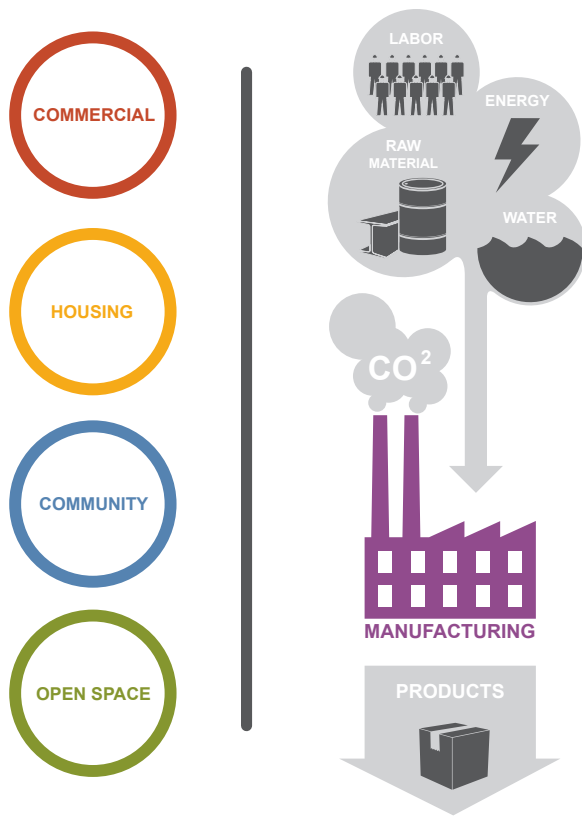 COMMERCIAL
HOUSING
COMMUNITY
OPEN SPACE
LABOR
ENERGY
RAW
MATERIAL
WATER
CO²
MANUFACTURING
PRODUCTS